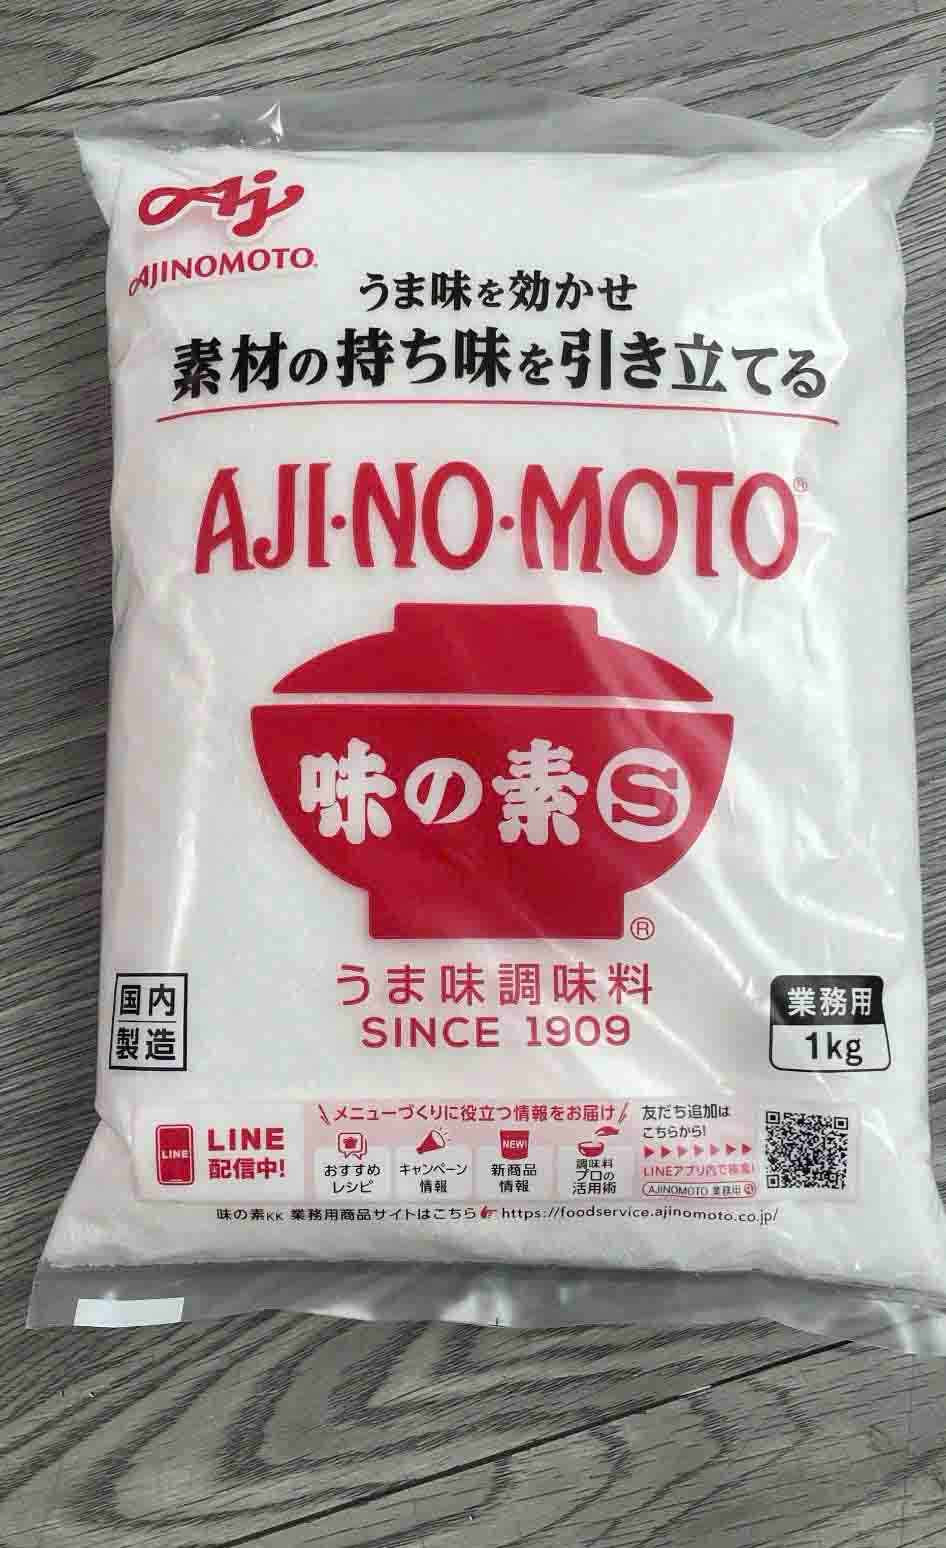 Aj
AJINOMOTO®
うま味を効かせ
素材の持ち味を引き立てる
AJI·NO·MOTO®
味の素Ⓢ
®
うま味調味料
SINCE 1909
国内
製造
業務用
1kg
LINE
LINE
配信中!
\メニューづくりに役立つ情報をお届け/
おすすめ
レシピ
キャンペーン
情報
NEW!
新商品
情報
調味料
プロの
活用術
友だち追加は
こちらから!
LINEアプリ内で検索!
AJINOMOTO 業務用
味の素KK 業務用商品サイトはこちら☛https://foodservice.ajinomoto.co.jp/